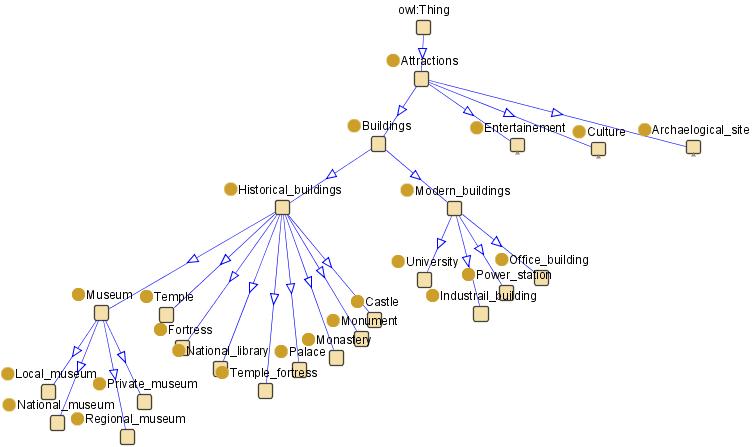 owl:Thing
Attractions
Buildings
Entertainement
Culture
Archaelogical_site
Historical_buildings
Modern_buildings
University
Office_building
Power_station
Industrail_building
Museum
Temple
Castle
Fortress
Monument
National_library
Palace
Monastery
Temple_fortress
Local_museum
Private_museum
National_museum
Regional_museum